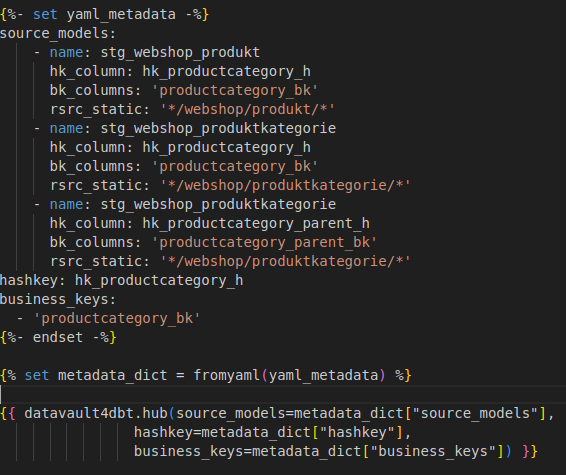 {%- set yaml_metadata -%}
source_models:
    - name: stg_webshop_produkt
      hk_column: hk_productcategory_h
      bk_columns: 'productcategory_bk'
      rsrc_static: '*/webshop/produkt/*'
    - name: stg_webshop_produktkategorie
      hk_column: hk_productcategory_h
      bk_columns: 'productcategory_bk'
      rsrc_static: '*/webshop/produktkategorie/*'
    - name: stg_webshop_produktkategorie
      hk_column: hk_productcategory_parent_h
      bk_columns: 'productcategory_parent_bk'
      rsrc_static: '*/webshop/produktkategorie/*'
hashkey: hk_productcategory_h
business_keys:
  - 'productcategory_bk'
{%- endset -%}

{% set metadata_dict = fromyaml(yaml_metadata) %}

{{ datavault4dbt.hub(source_models=metadata_dict["source_models"],
                hashkey=metadata_dict["hashkey"],
                business_keys=metadata_dict["business_keys"]) }}